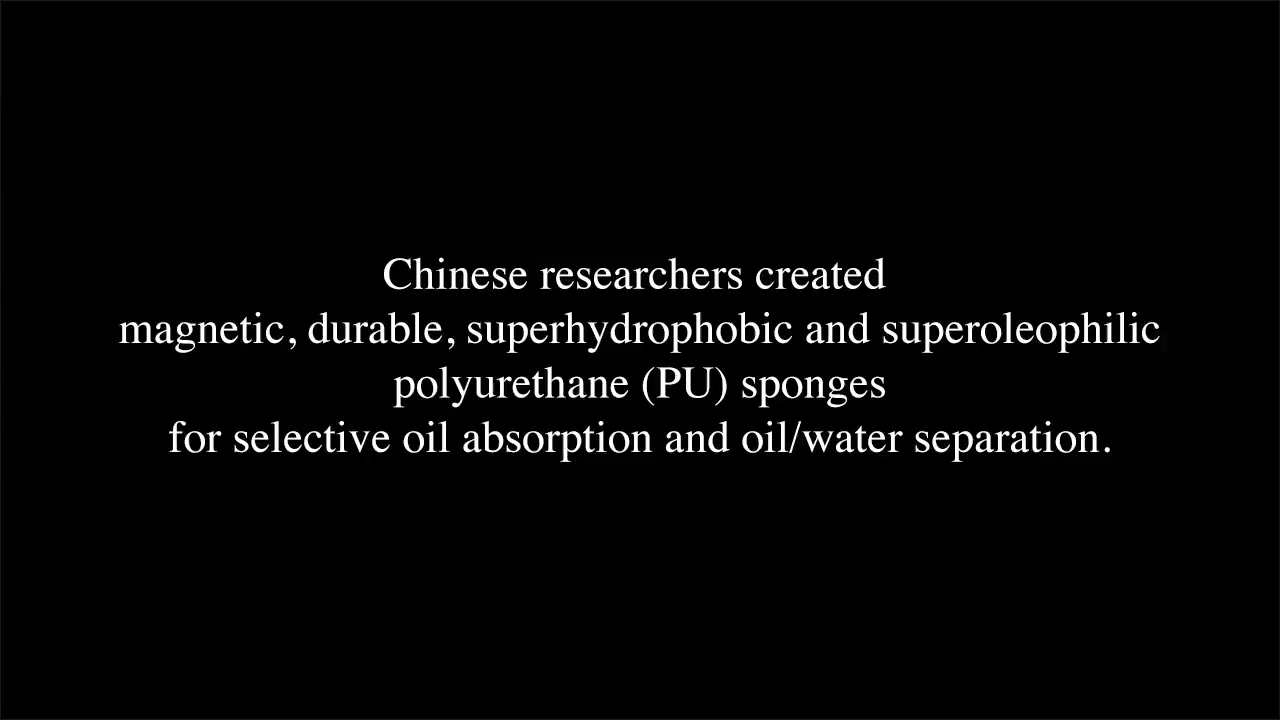 Chinese researchers created
magnetic, durable, superhydrophobic and superoleophilic
polyurethane (PU) sponges
for selective oil absorption and oil/water separation.